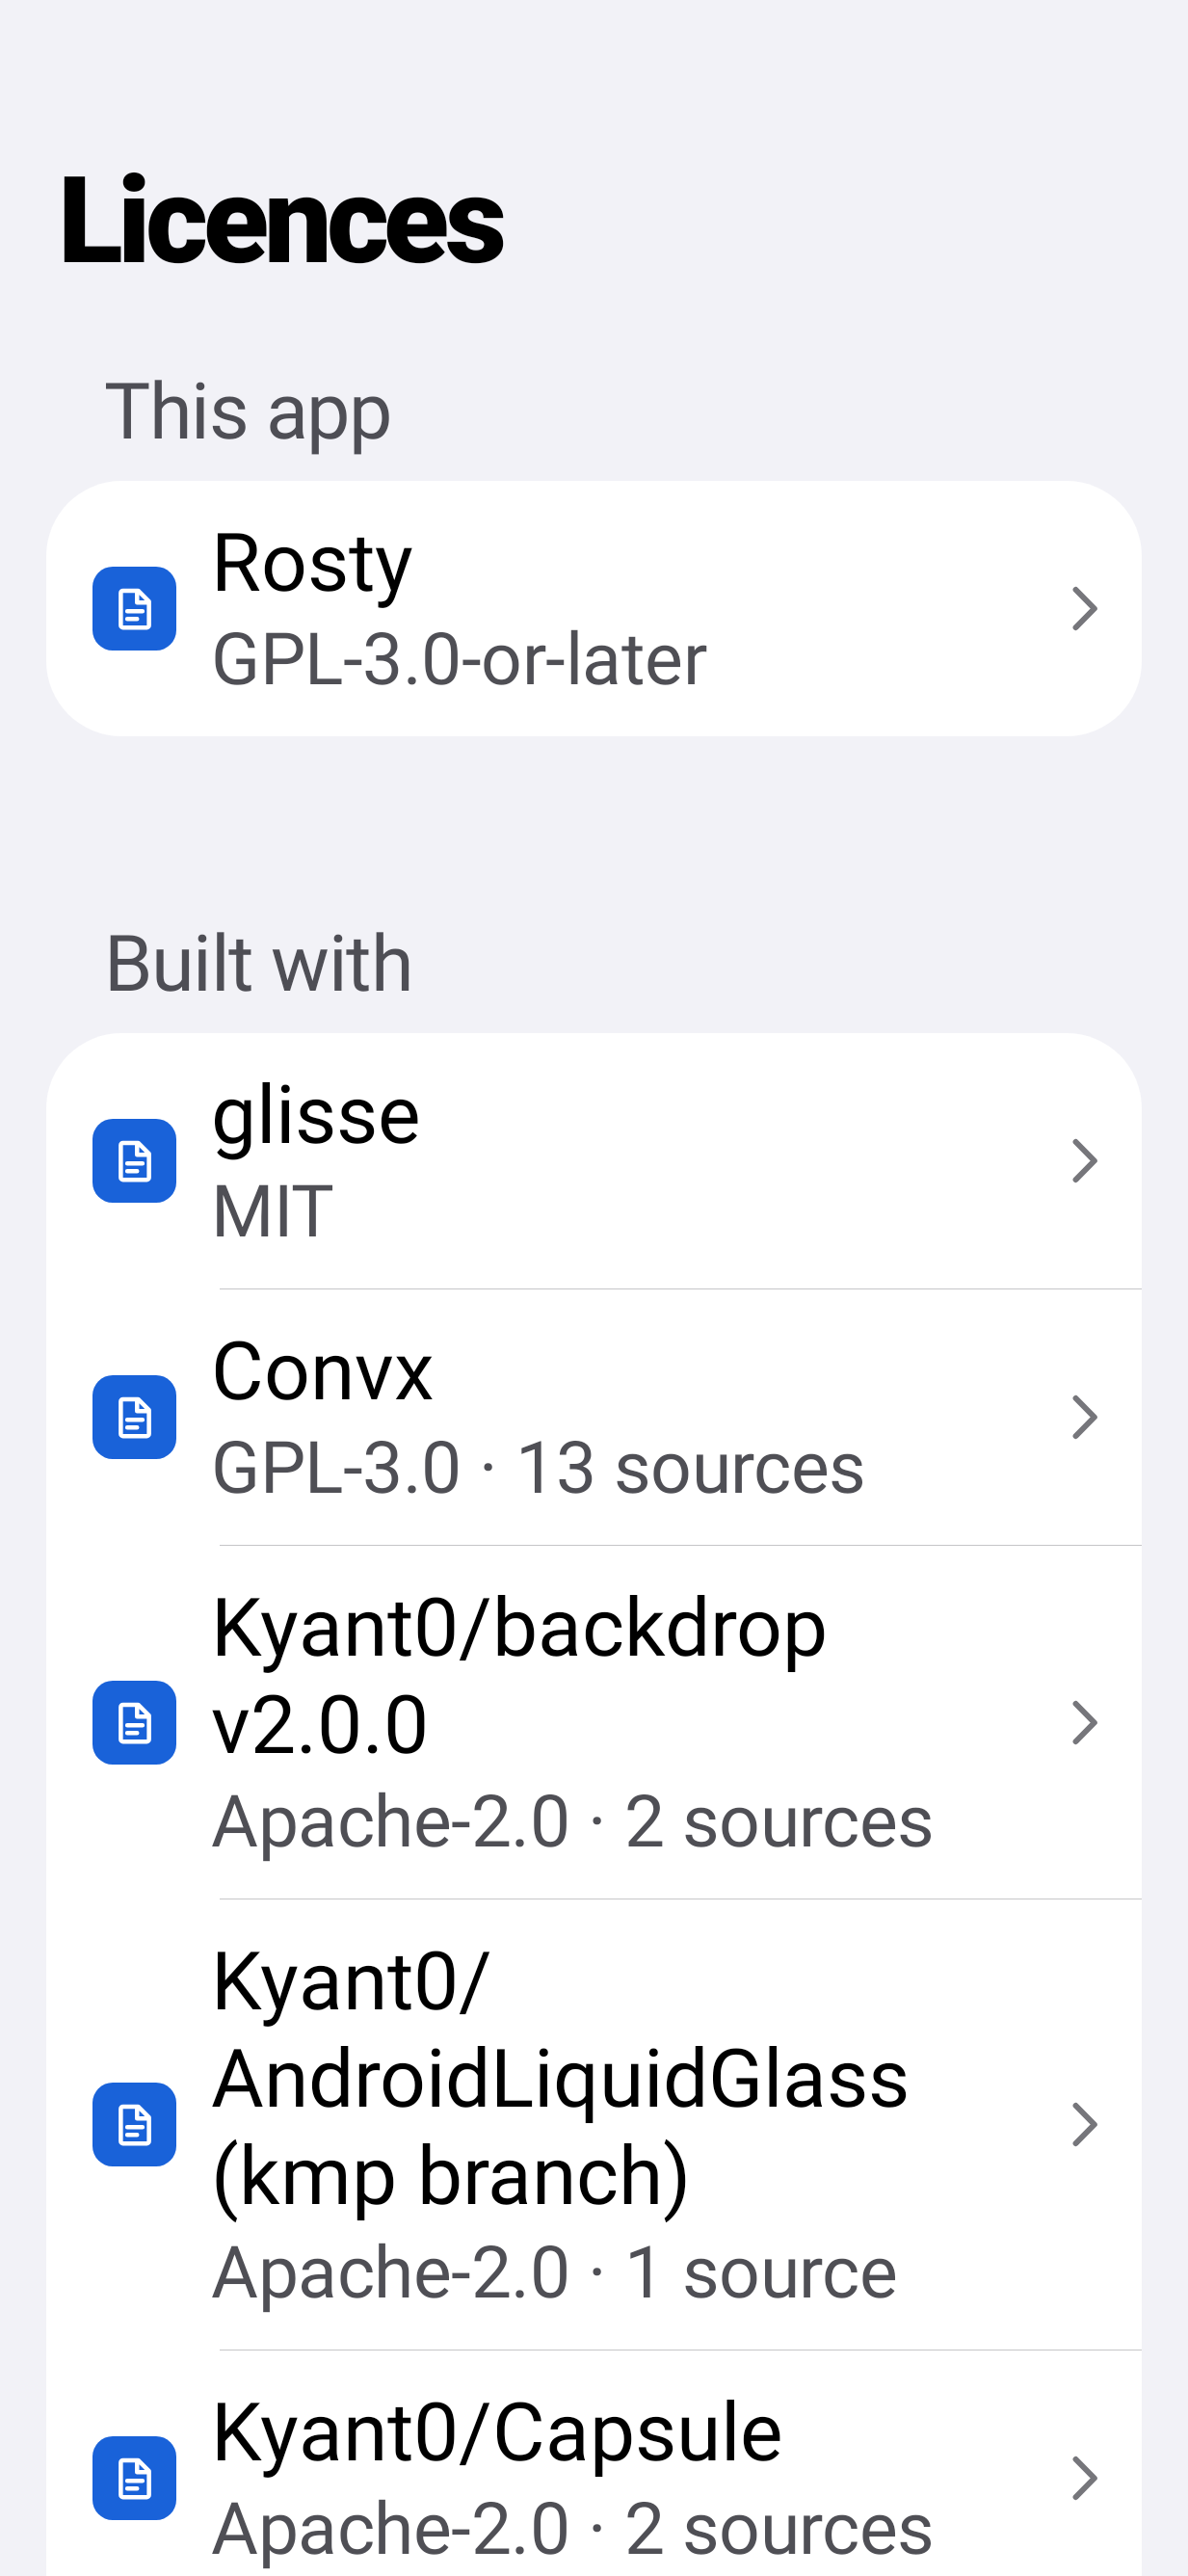 Licences
This app
Rosty
GPL-3.0-or-later
Built with
glisse
MIT
Convx
GPL-3.0 · 13 sources
Kyant0/backdrop
v2.0.0
Apache-2.0 · 2 sources
Kyant0/
AndroidLiquidGlass
(kmp branch)
Apache-2.0 · 1 source
Kyant0/Capsule
Apache-2.0 · 2 sources